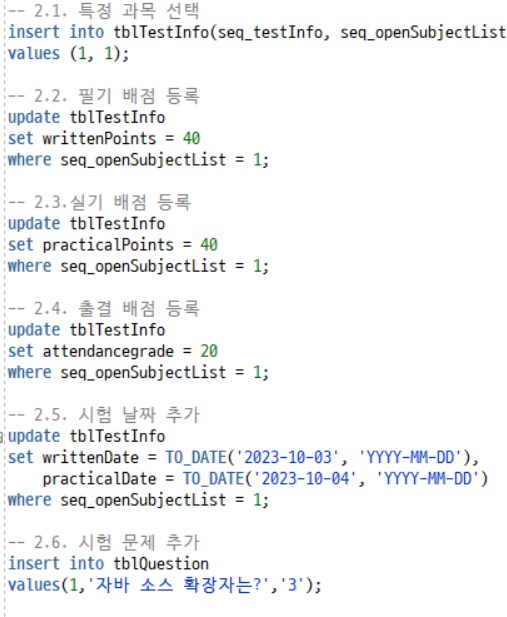 -- 2.1. 특정 과목 선택
insert into tblTestInfo(seq_testInfo, seq_openSubjectList
values (1, 1);
-- 2.2. 필기 배점 등록
update tblTestInfo
set writtenPoints = 40
where seq_openSubjectList = 1;
-- 2.3.실기 배점 등록
update tblTestInfo
set practicalPoints = 40
where seq_openSubjectList = 1;
-- 2.4. 출결 배점 등록
update tblTestInfo
set attendancegrade = 20
where seq_openSubjectList = 1;
-- 2.5. 시험 날짜 추가
update tblTestInfo
set writtenDate = TO_DATE('2023-10-03', 'YYYY-MM-DD'),
    practicalDate = TO_DATE('2023-10-04', 'YYYY-MM-DD')
where seq_openSubjectList = 1;
-- 2.6. 시험 문제 추가
insert into tblQuestion
values(1,'자바 소스 확장자는?','3');